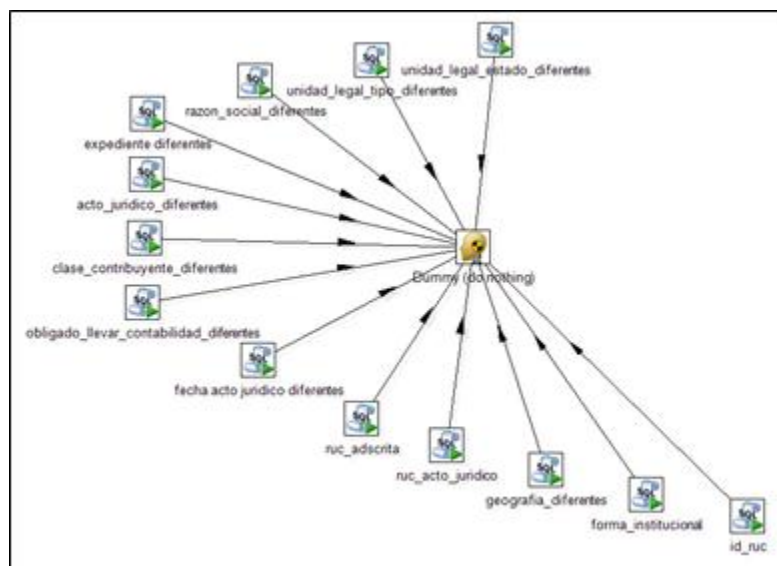 unidad_legal_estado_diferentes
unidad_legal_tipo_diferentes
razon_social_diferentes
expediente diferentes
acto_juridico_diferentes
clase_contribuyente_diferentes
Dummy (do nothing)
obligado_llevar_contabilidad_diferentes
fecha acto juridico diferentes
ruc_adscrita
ruc_acto_juridico
geografia_diferentes
forma_institucional
id_ruc